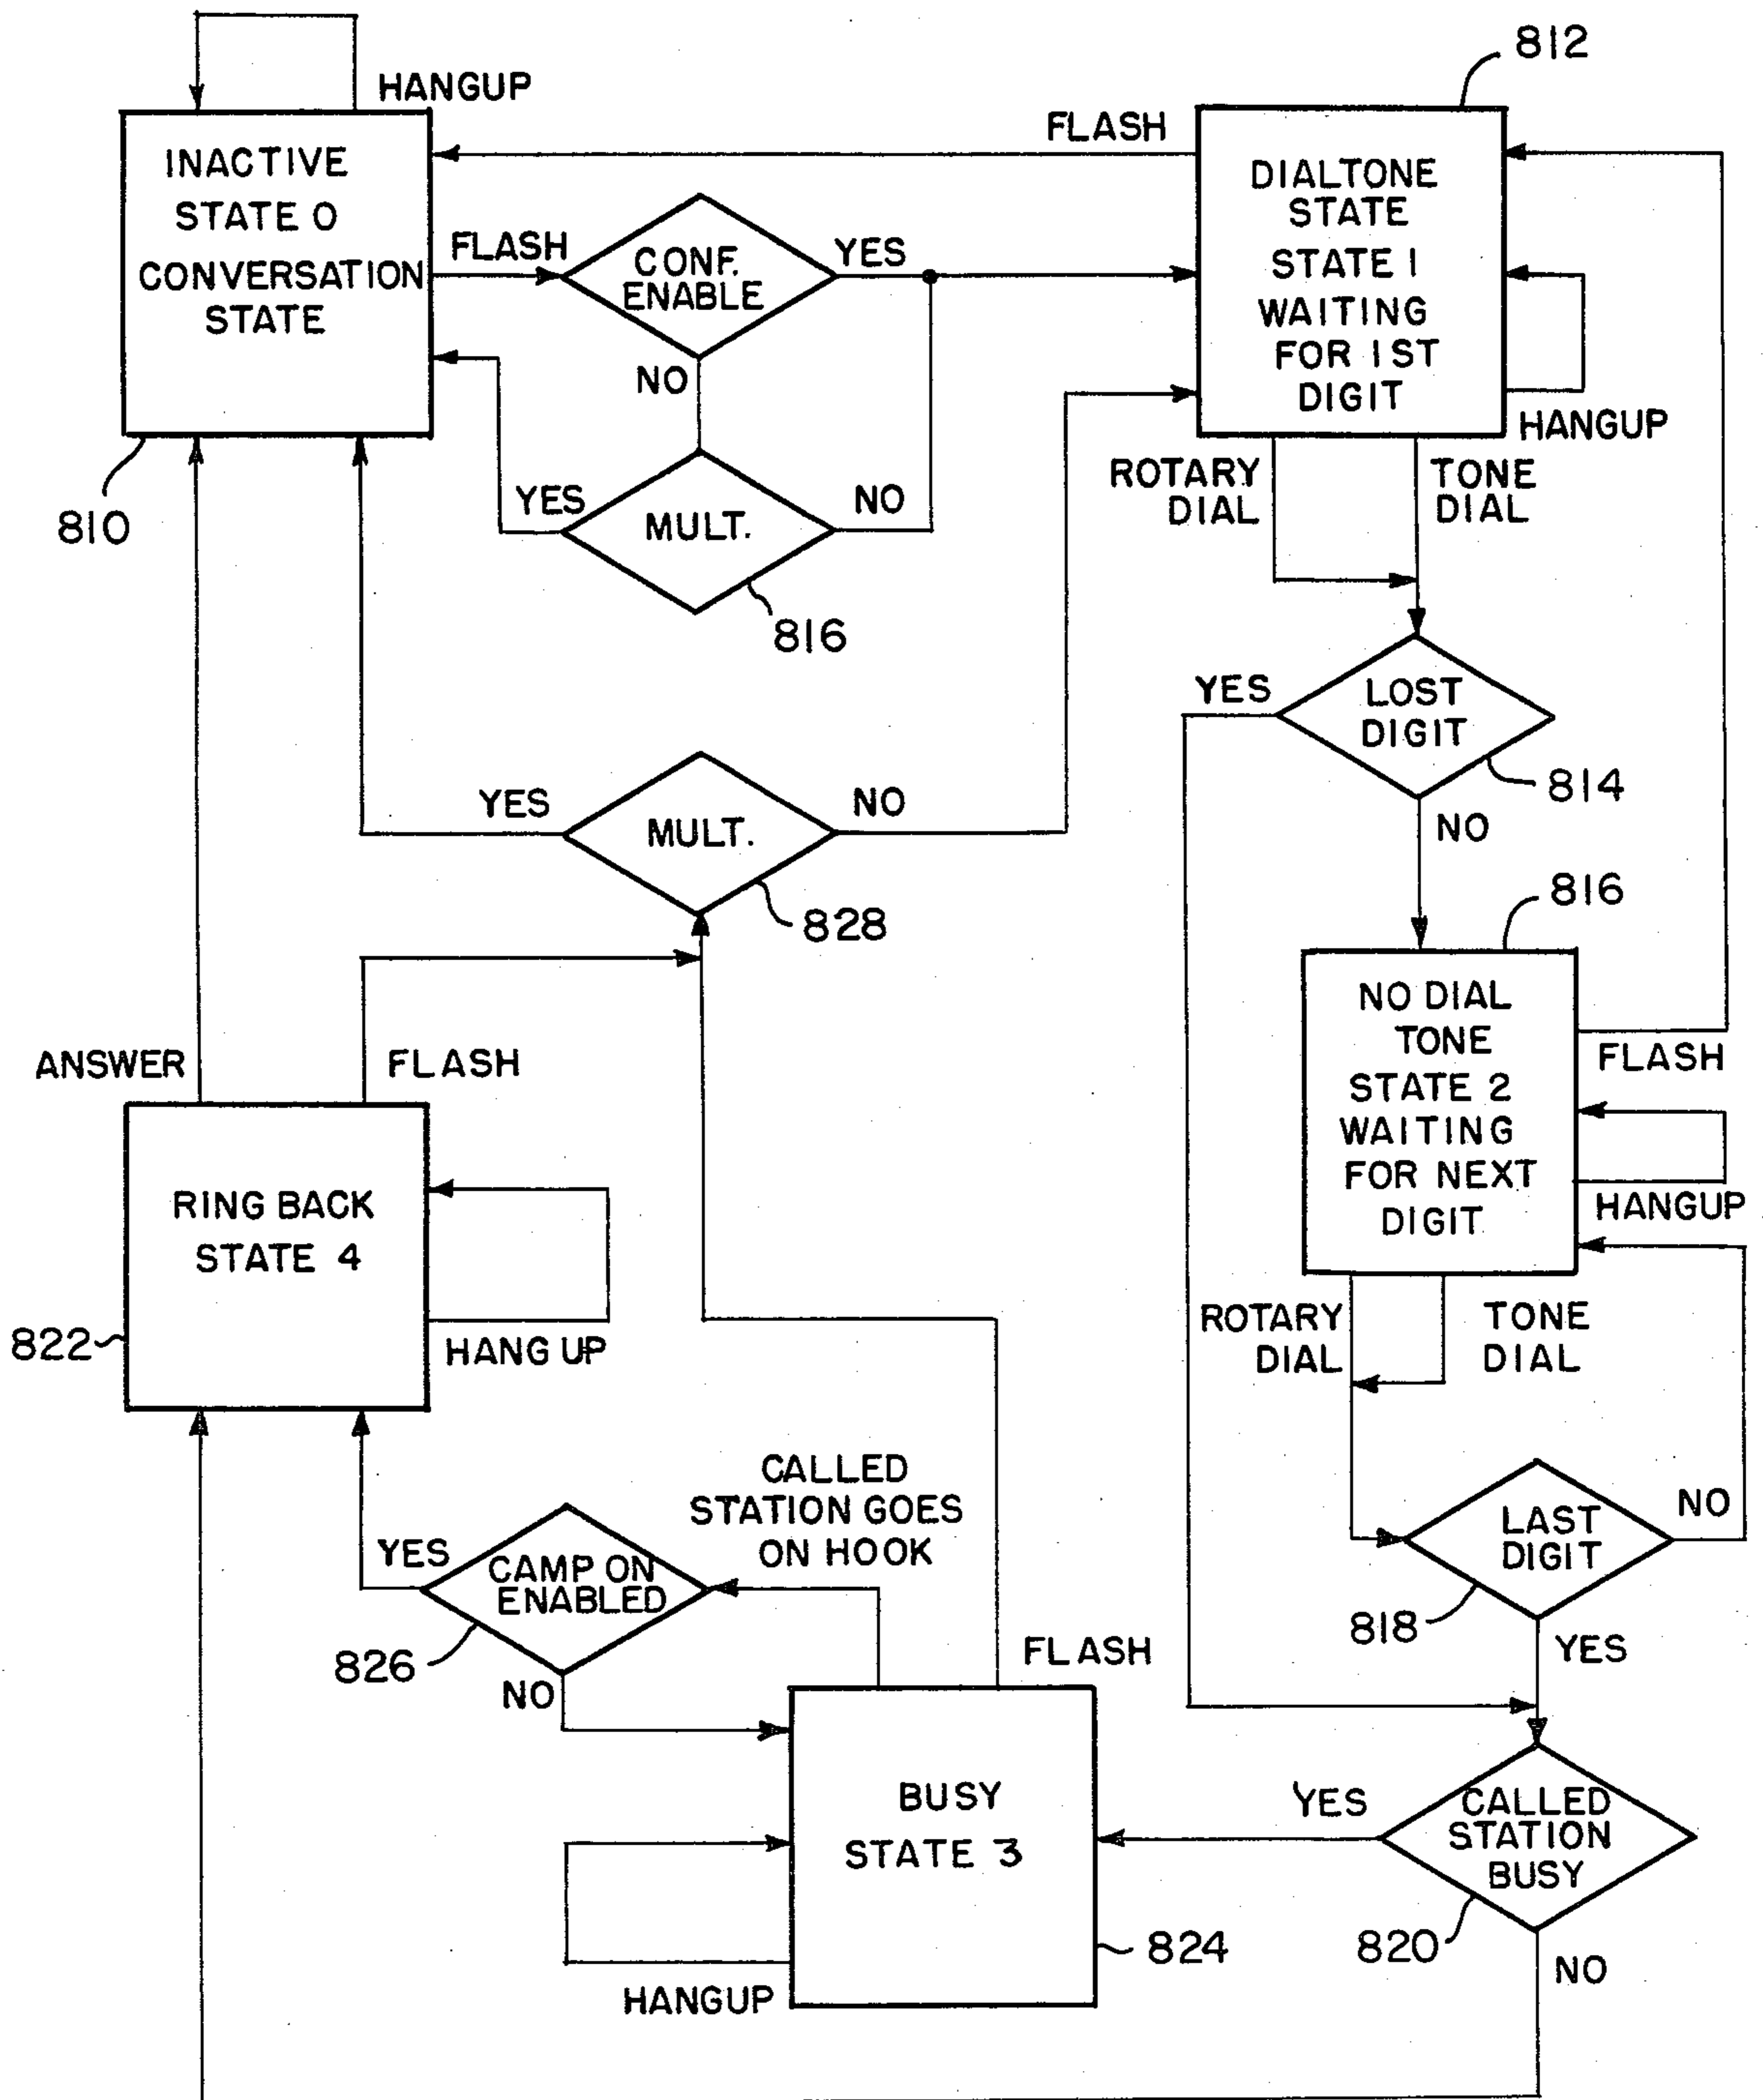 HANGUP
812
INACTIVE
STATE 0
CONVERSATION
STATE
FLASH
FLASH
CONF.
ENABLE
YES
NO
DIALTONE
STATE
STATE 1
WAITING
FOR 1ST
DIGIT
HANGUP
810
YES
MULT.
NO
816
ROTARY
DIAL
TONE
DIAL
YES
LOST
DIGIT
814
NO
YES
MULT.
NO
828
816
NO DIAL
TONE
STATE 2
WAITING
FOR NEXT
DIGIT
FLASH
HANGUP
ANSWER
FLASH
RING BACK
STATE 4
822
HANG UP
ROTARY
DIAL
TONE
DIAL
CALLED
STATION GOES
ON HOOK
YES
CAMP ON
ENABLED
826
NO
LAST
DIGIT
NO
818
YES
FLASH
BUSY
STATE 3
824
HANGUP
YES
CALLED
STATION
BUSY
820
NO